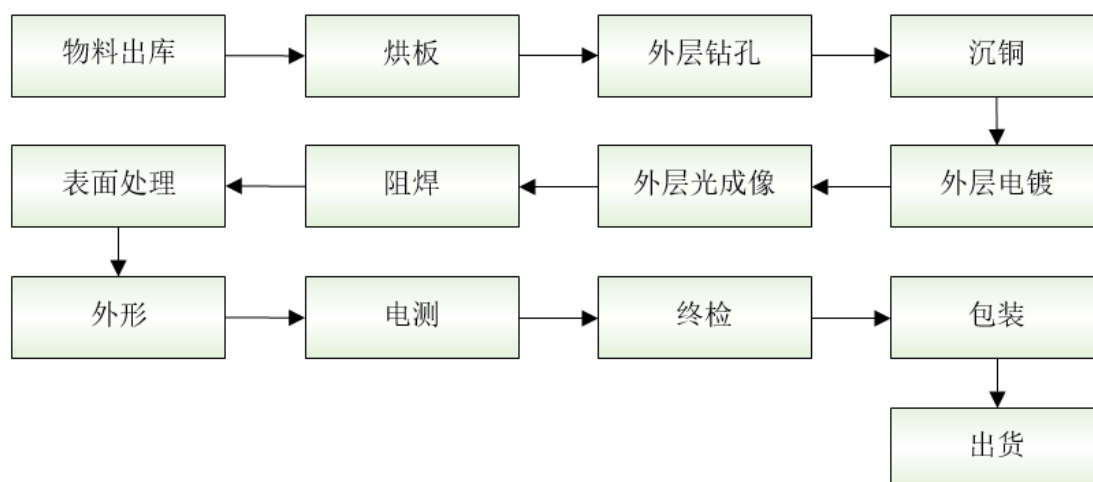 物料出库
烘板
外层钻孔
沉铜
外层电镀
外层光成像
阻焊
表面处理
外形
电测
终检
包装
出货